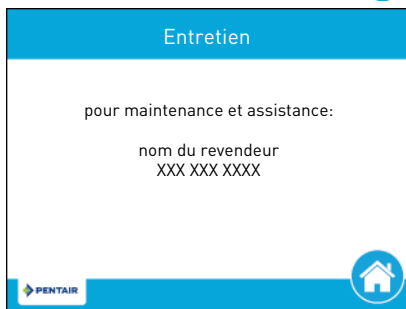 Entretien
pour maintenance et assistance:
nom du revendeur
XXX XXX XXXX
PENTAIR